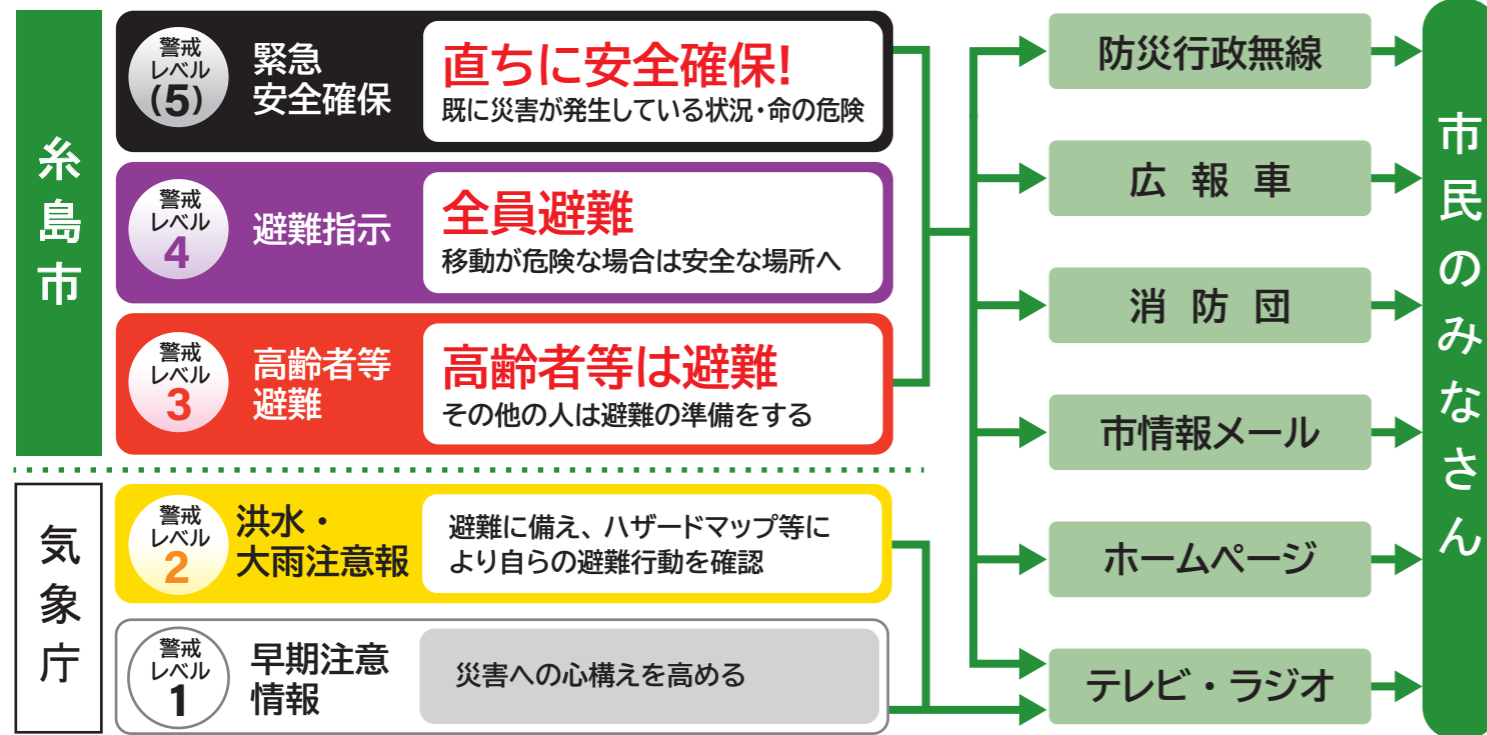 糸島市
警戒
レベル
(5)
緊急
安全確保
直ちに安全確保!
既に災害が発生している状況・命の危険
警戒
レベル
4
避難指示
全員避難
移動が危険な場合は安全な場所へ
警戒
レベル
3
高齢者等
避難
高齢者等は避難
その他の人は避難の準備をする
気象庁
警戒
レベル
2
洪水・
大雨注意報
避難に備え、ハザードマップ等に
より自らの避難行動を確認
警戒
レベル
1
早期注意
情報
災害への心構えを高める
防災行政無線
広報車
消防団
市情報メール
ホームページ
テレビ・ラジオ
市民のみなさん